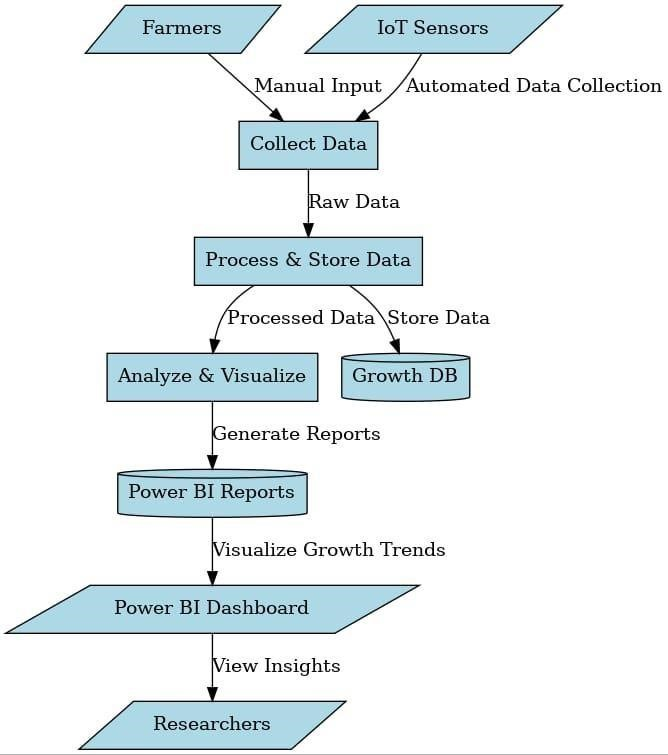 Farmers
IoT Sensors
Manual Input
Automated Data Collection
Collect Data
Raw Data
Process & Store Data
Processed Data
Store Data
Analyze & Visualize
Growth DB
Generate Reports
Power BI Reports
Visualize Growth Trends
Power BI Dashboard
View Insights
Researchers